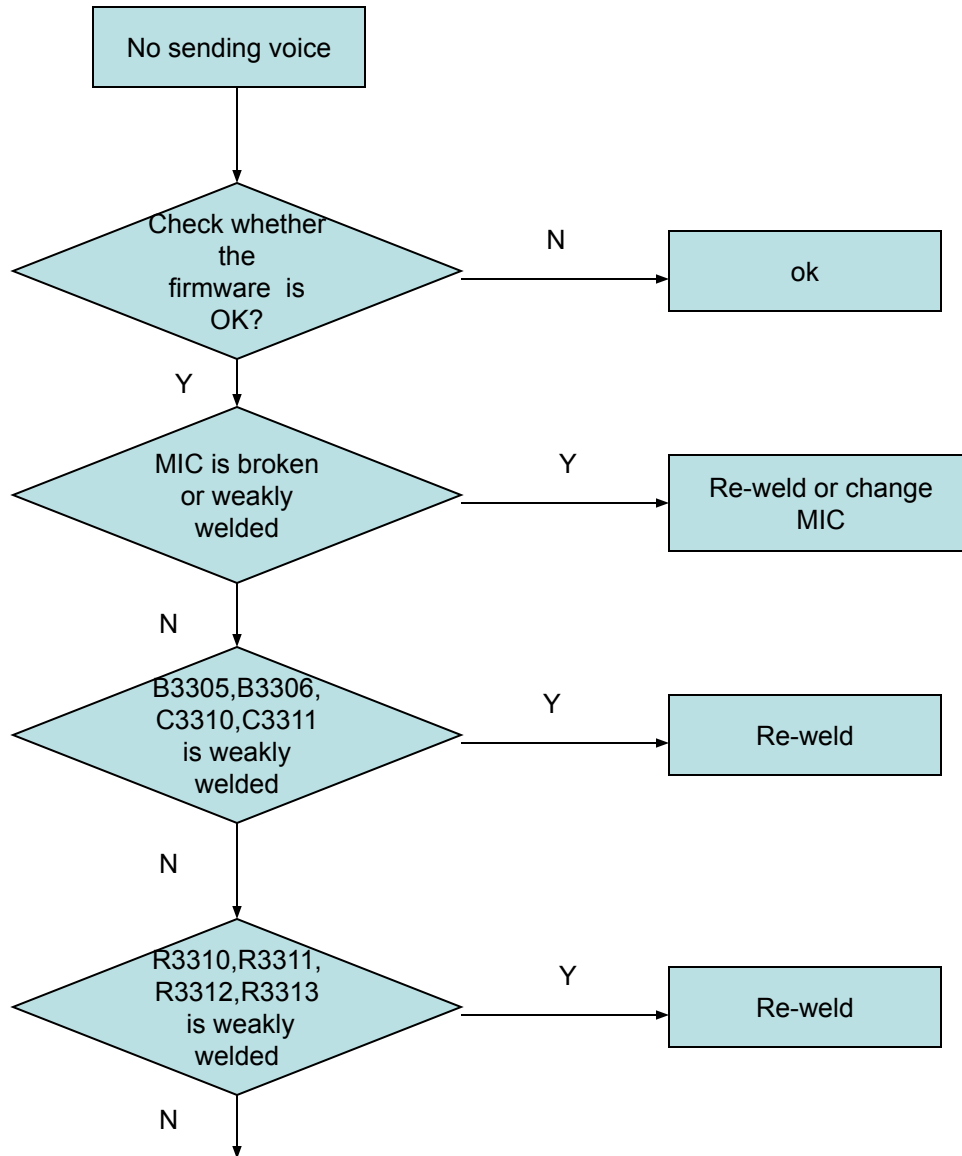 No sending voice
Check whether
the
firmware is
OK?
N
ok
Y
MIC is broken
or weakly
welded
Y
Re-weld or change
MIC
N
B3305,B3306,
C3310,C3311
is weakly
welded
Y
Re-weld
N
R3310,R3311,
R3312,R3313
is weakly
welded
Y
Re-weld
N